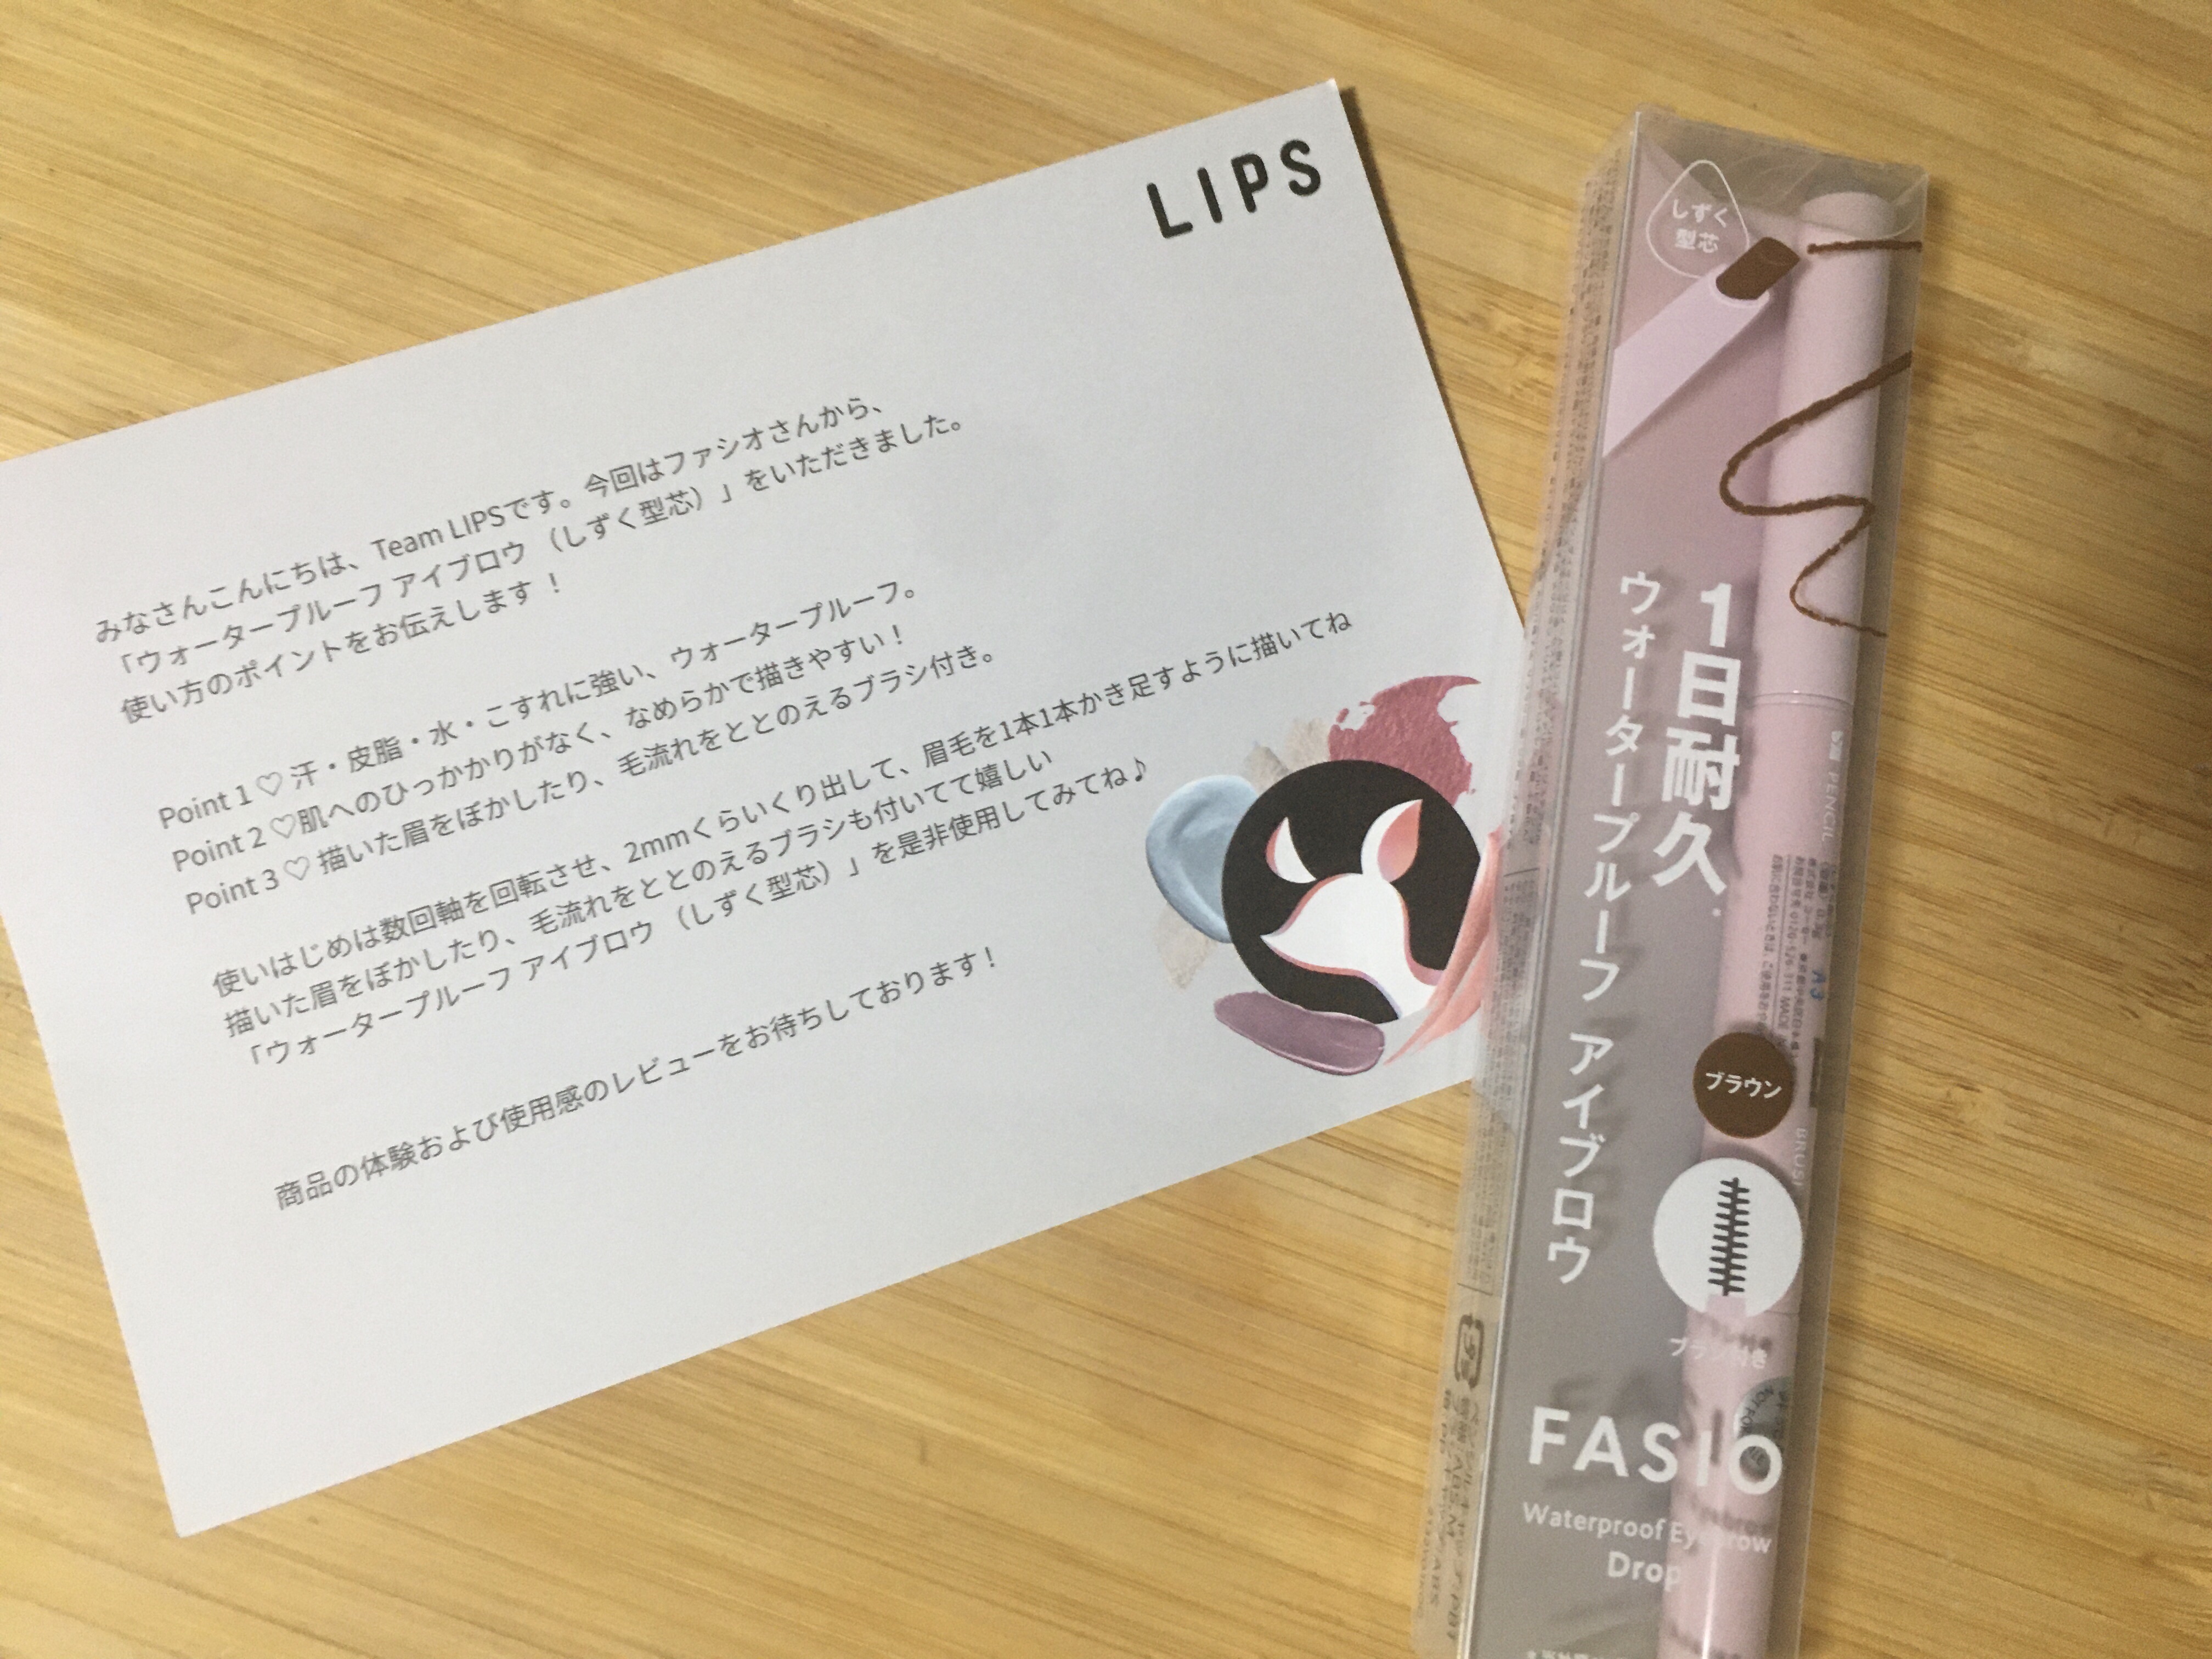 LIPS
みなさんこんにちは、Team LIPSです。今回はファシオさんから、
「ウォータープルーフ アイブロウ （しずく型芯）」をいただきました。
使い方のポイントをお伝えします！
Point 1 ♡ 汗・皮脂・水・こすれに強い、ウォータープルーフ。
Point 2 ♡肌へのひっかかりがなく、なめらかで描きやすい！
Point 3 ♡ 描いた眉をぼかしたり、毛流れをととのえるブラシ付き。
使いはじめは数回軸を回転させ、2mmくらいくり出して、眉毛を1本1本かき足すように描いてね
描いた眉をぼかしたり、毛流れをととのえるブラシも付いてて嬉しい
「ウォータープルーフ アイブロウ （しずく型芯）」を是非使用してみてね♪
商品の体験および使用感のレビューをお待ちしております！
しずく
型芯
1日耐久
ウォータープルーフ アイブロウ
PENCIL
ブラウン
ブラシ付き
FASIO
Waterproof Eyebrow
Drop